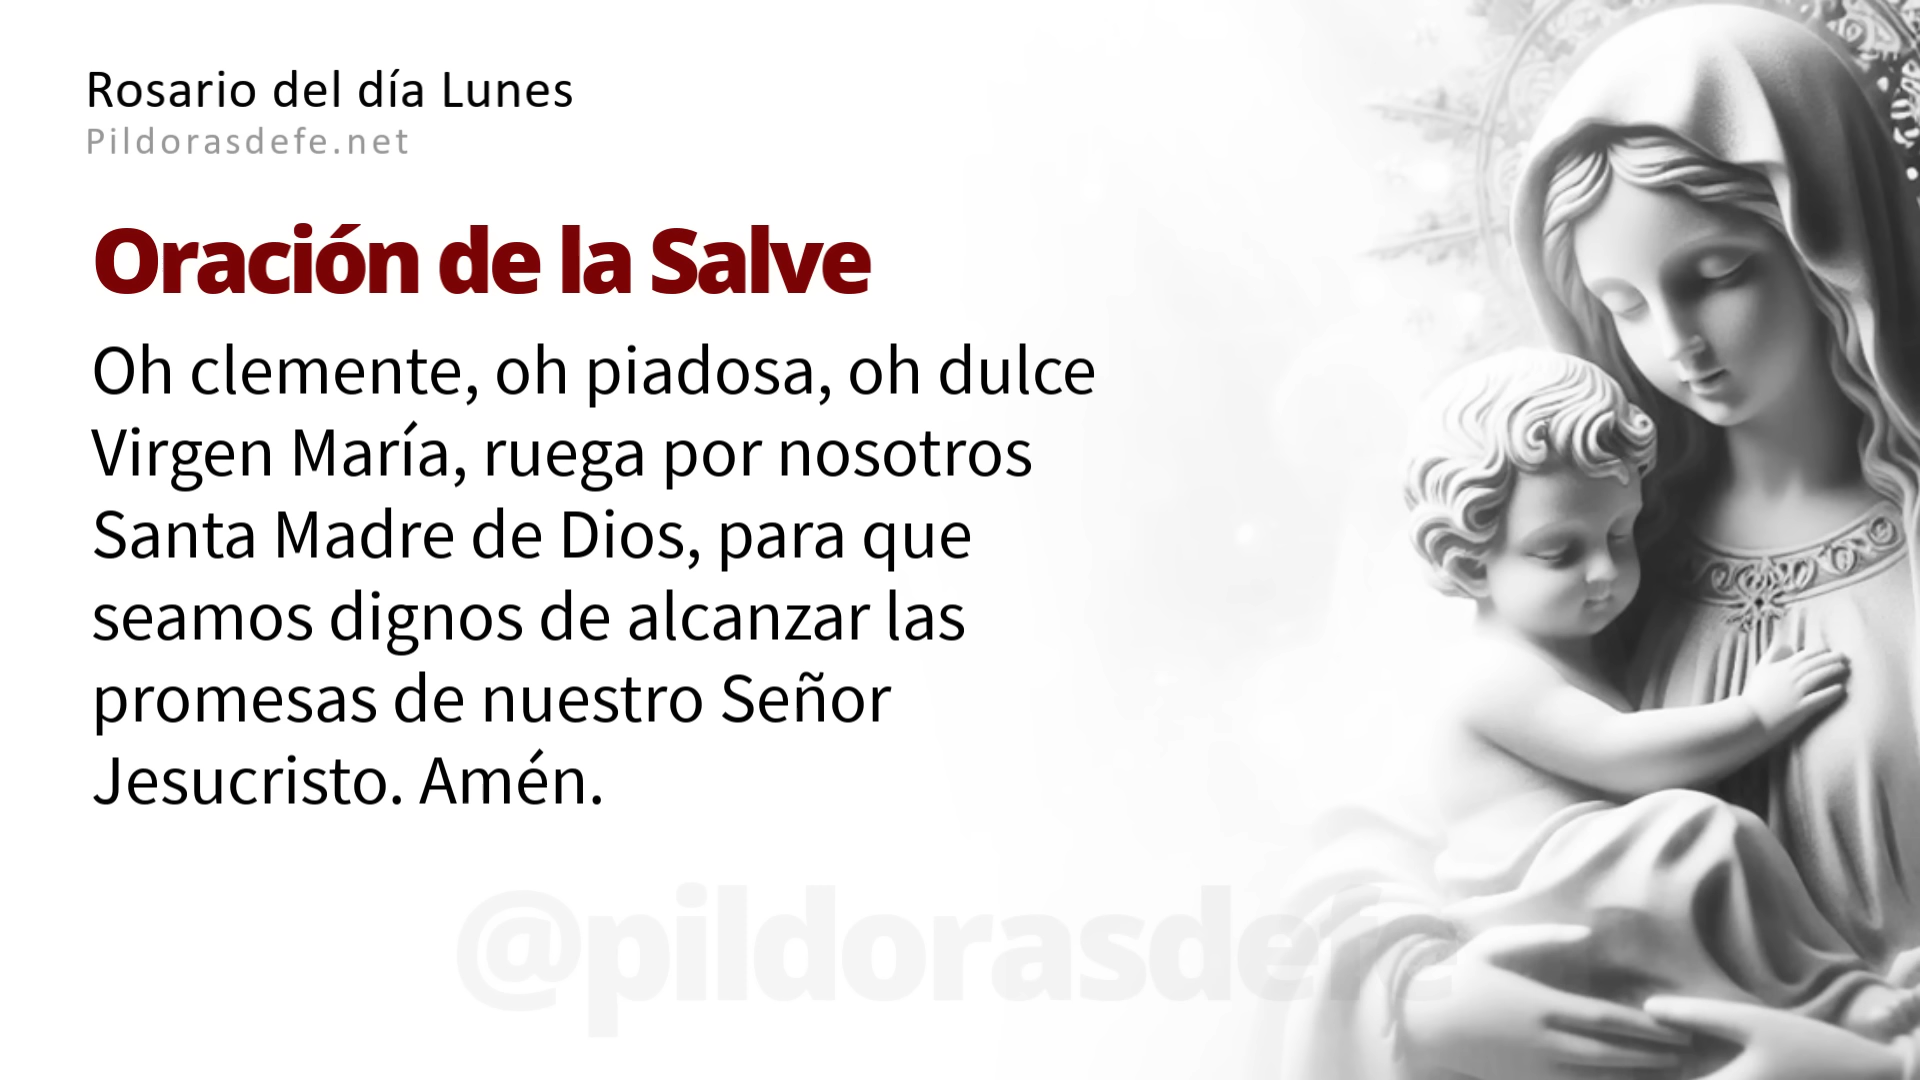 Rosario del día Lunes
Pildorasdefe.net
Oración de la Salve
Oh clemente, oh piadosa, oh dulce
Virgen María, ruega por nosotros
Santa Madre de Dios, para que
seamos dignos de alcanzar las
promesas de nuestro Señor
Jesucristo. Amén.
@pildorasdefe